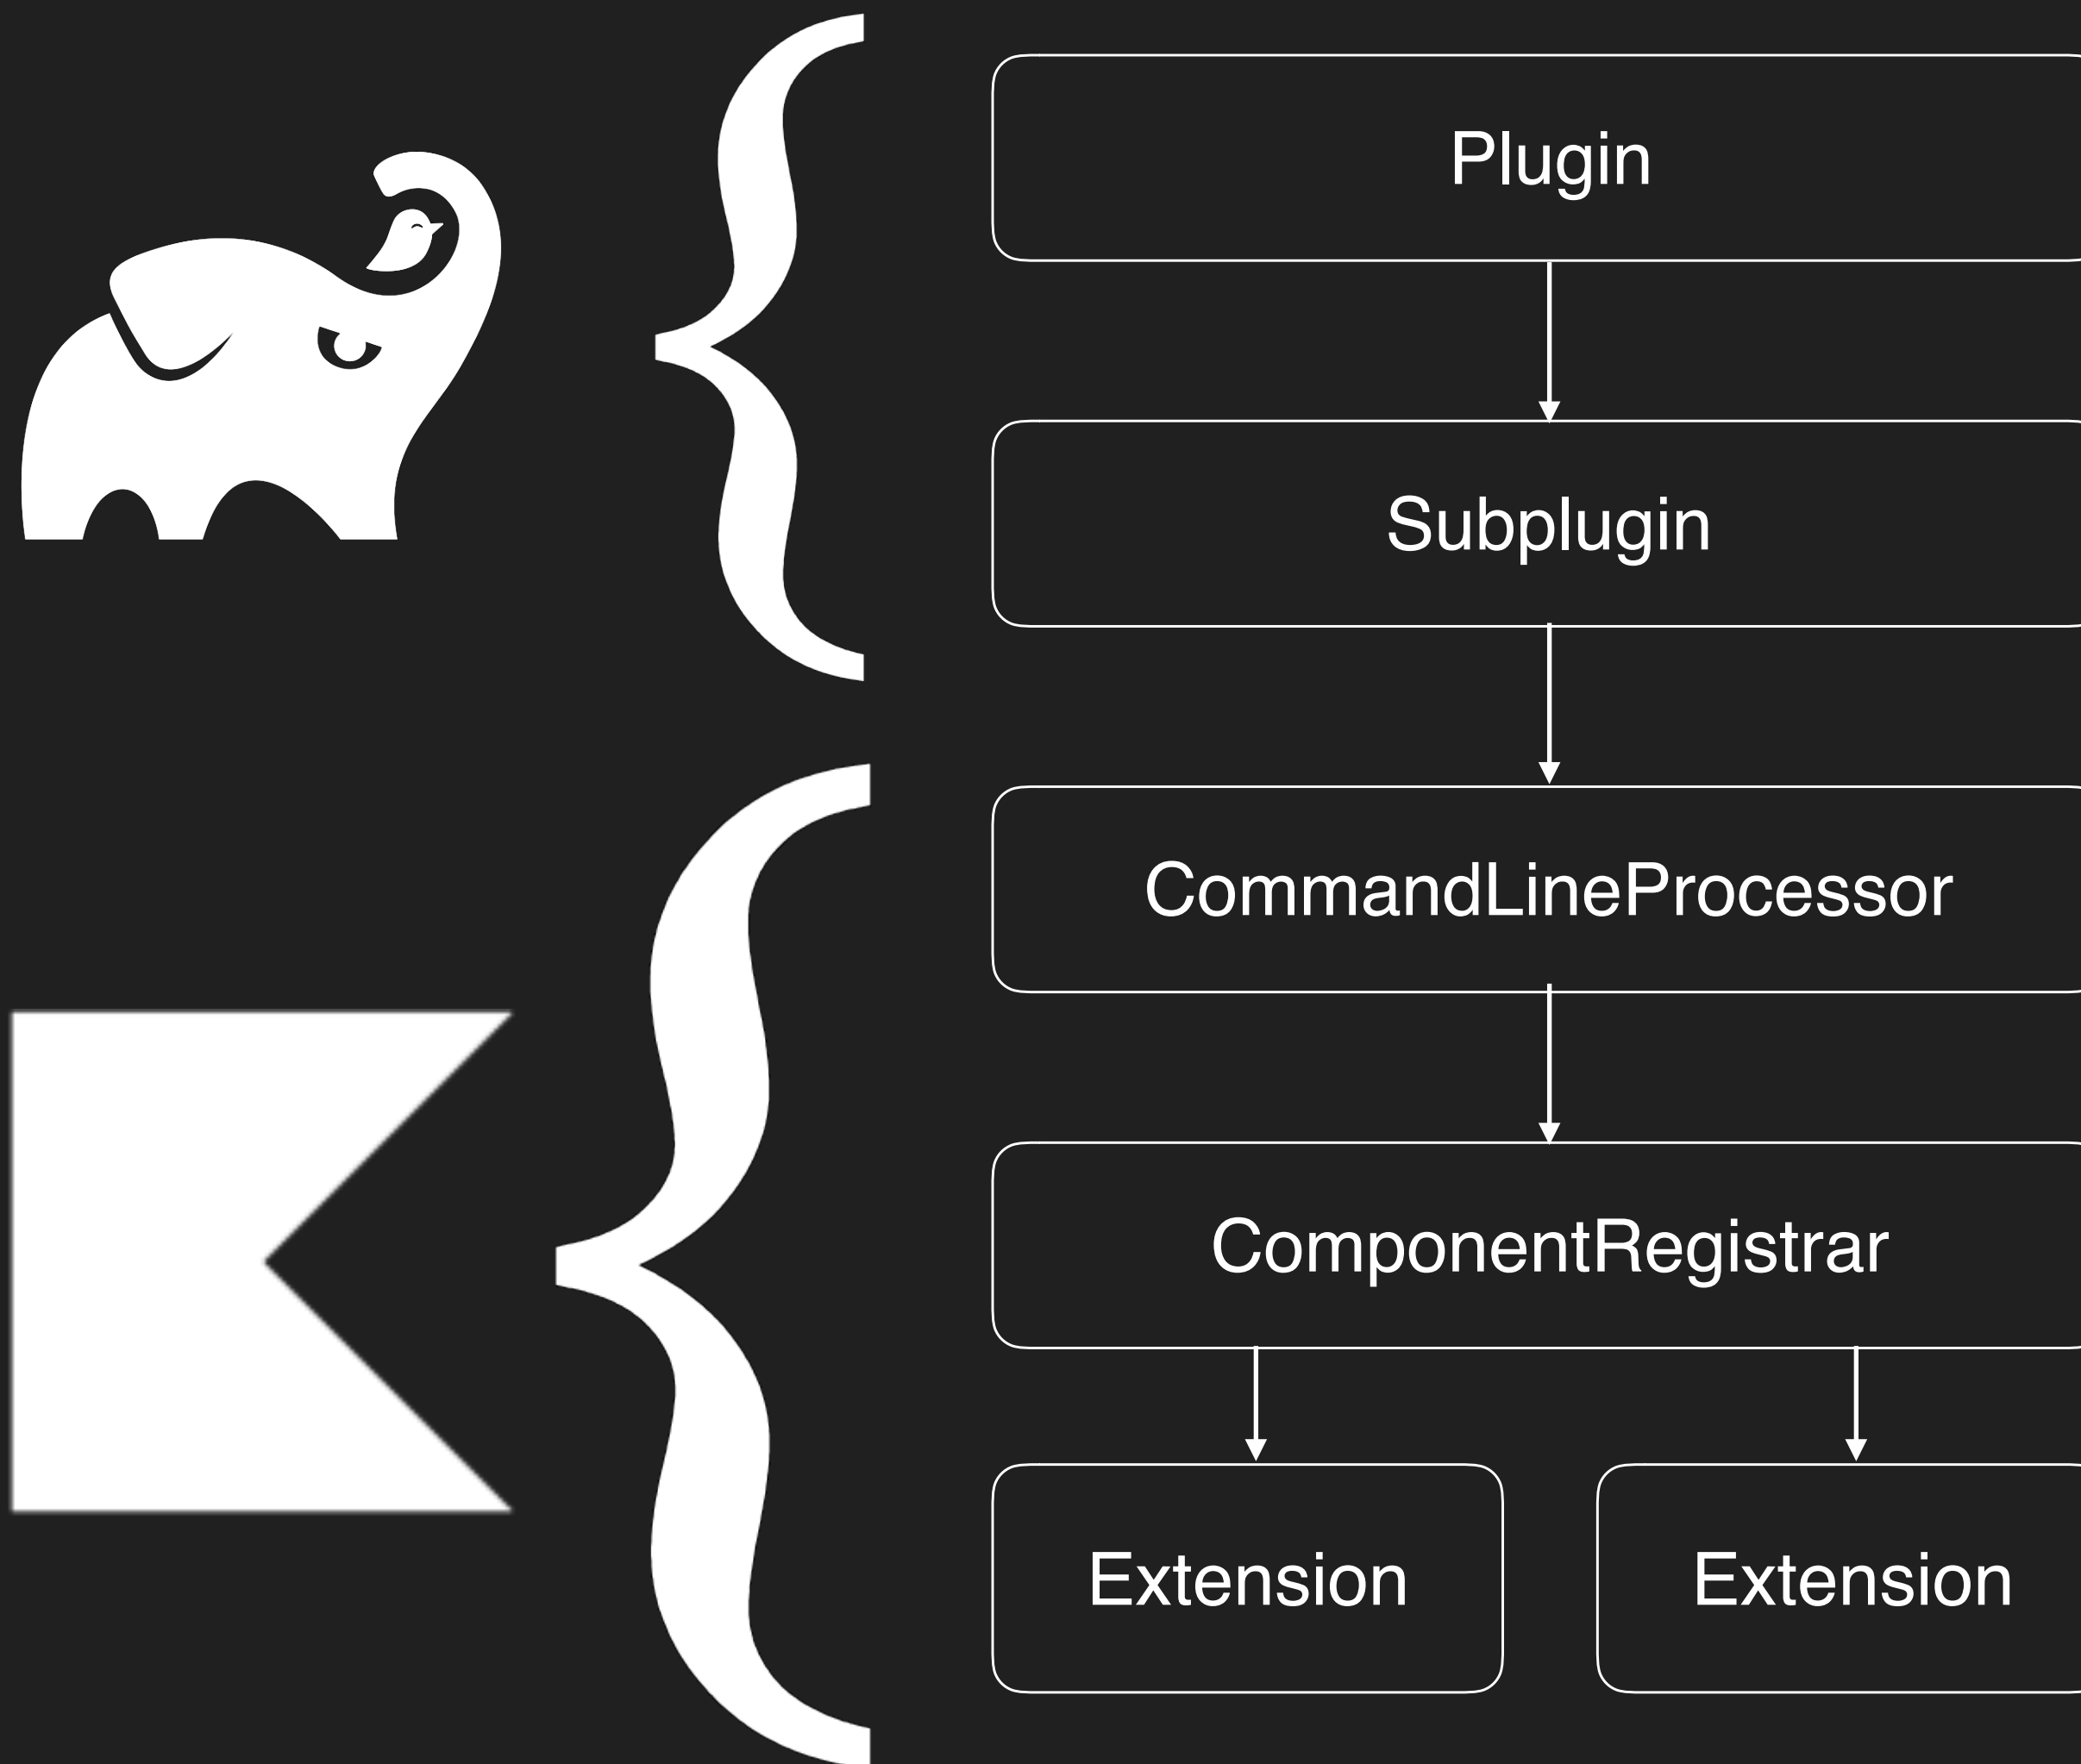 Plugin
Subplugin
CommandLineProcessor
ComponentRegistrar
Extension
Extension